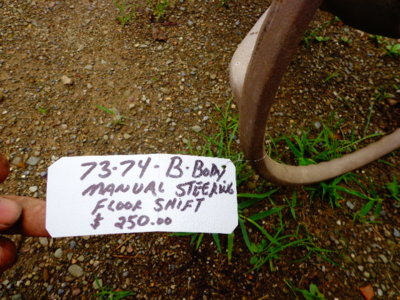 73-74-B-BODY
MANUAL STEERING
FLOOR SHIFT
$ 250.00